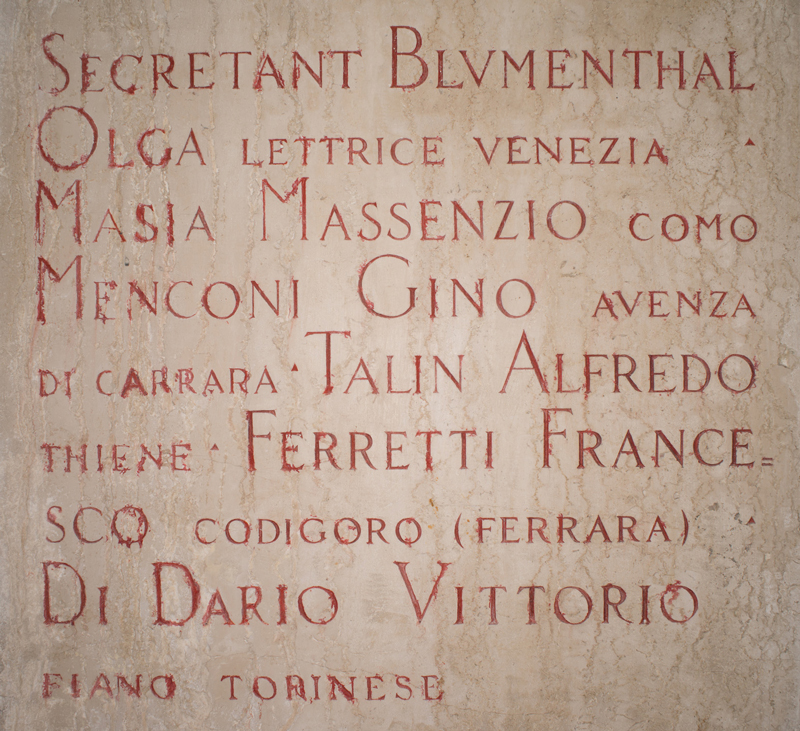 SECRETANT BLVMENTHAL
OLGA LETTRICE VENEZIA ·
MASIA MASSENZIO COMO
MENCONI GINO AVENZA
DI CARRARA · TALIN ALFREDO
THIENE · FERRETTI FRANCE=
SCO CODIGORO (FERRARA) ·
DI DARIO VITTORIO
FIANO TORINESE